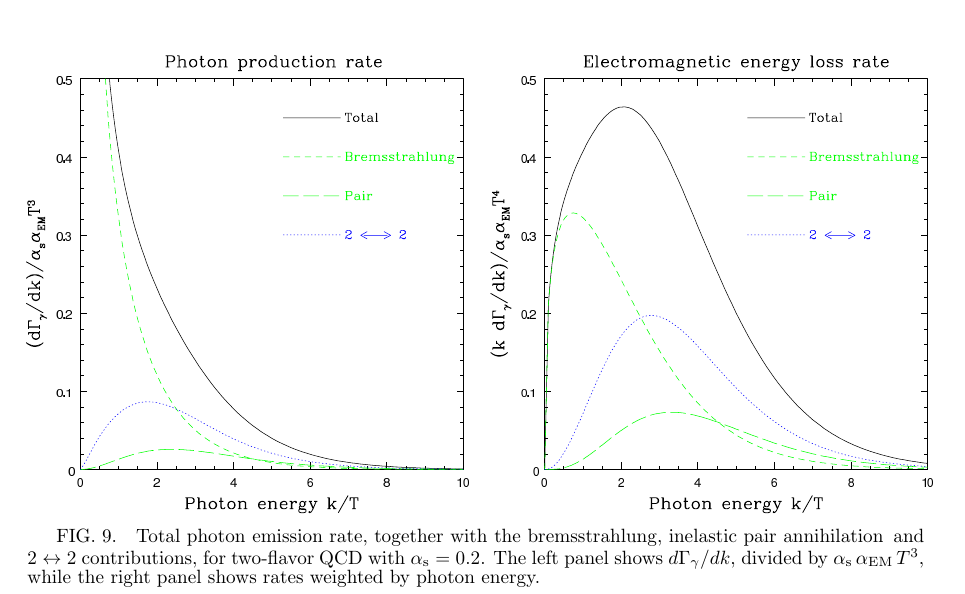 Photon production rate
0.5
0.4
0.3
0.2
0.1
0
Total
Bremsstrahlung
Pair
2 ⟷ 2
(dΓγ/dk)/αsαEMT³
0 2 4 6 8 10
Photon energy k/T
Electromagnetic energy loss rate
0.5
0.4
0.3
0.2
0.1
0
Total
Bremsstrahlung
Pair
2 ⟷ 2
(k dΓγ/dk)/αsαEMT⁴
0 2 4 6 8 10
Photon energy k/T
FIG. 9. Total photon emission rate, together with the bremsstrahlung, inelastic pair annihilation and
2 ↔ 2 contributions, for two-flavor QCD with αs = 0.2. The left panel shows dΓγ/dk, divided by αs αEM T³,
while the right panel shows rates weighted by photon energy.